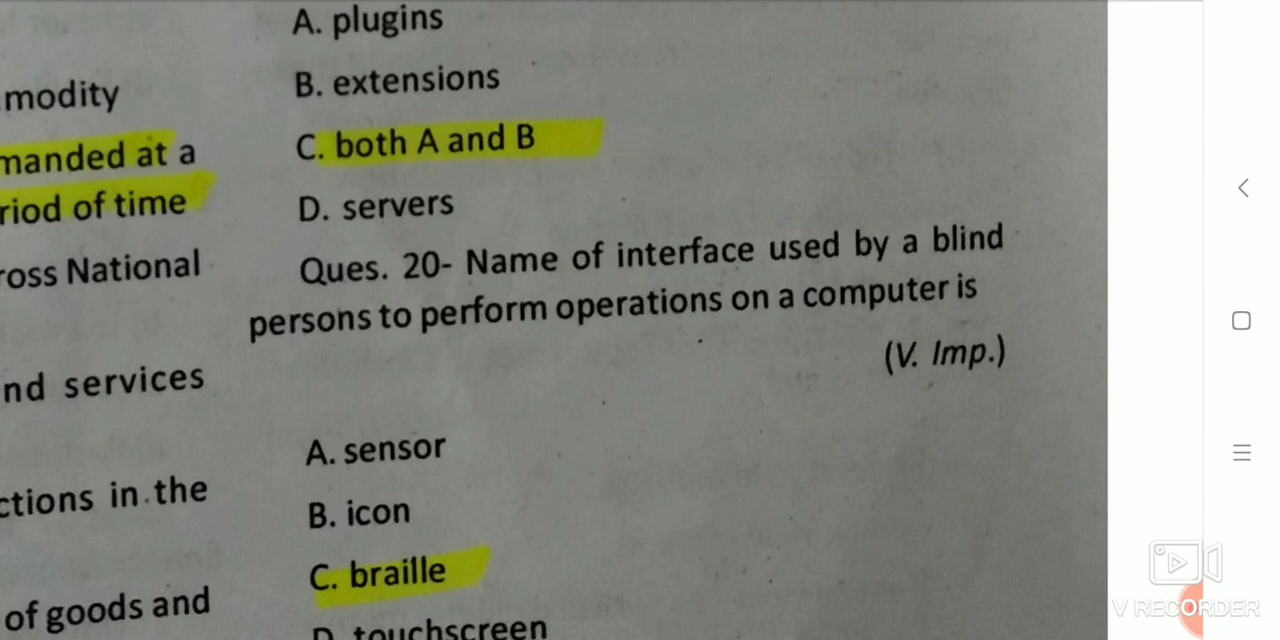 modity
manded at a
riod of time
ross National
nd services
ctions in the
of goods and
A. plugins
B. extensions
C. both A and B
D. servers
Ques. 20- Name of interface used by a blind
persons to perform operations on a computer is
(V. Imp.)
A. sensor
B. icon
C. braille
D. touchscreen
V RECORDER